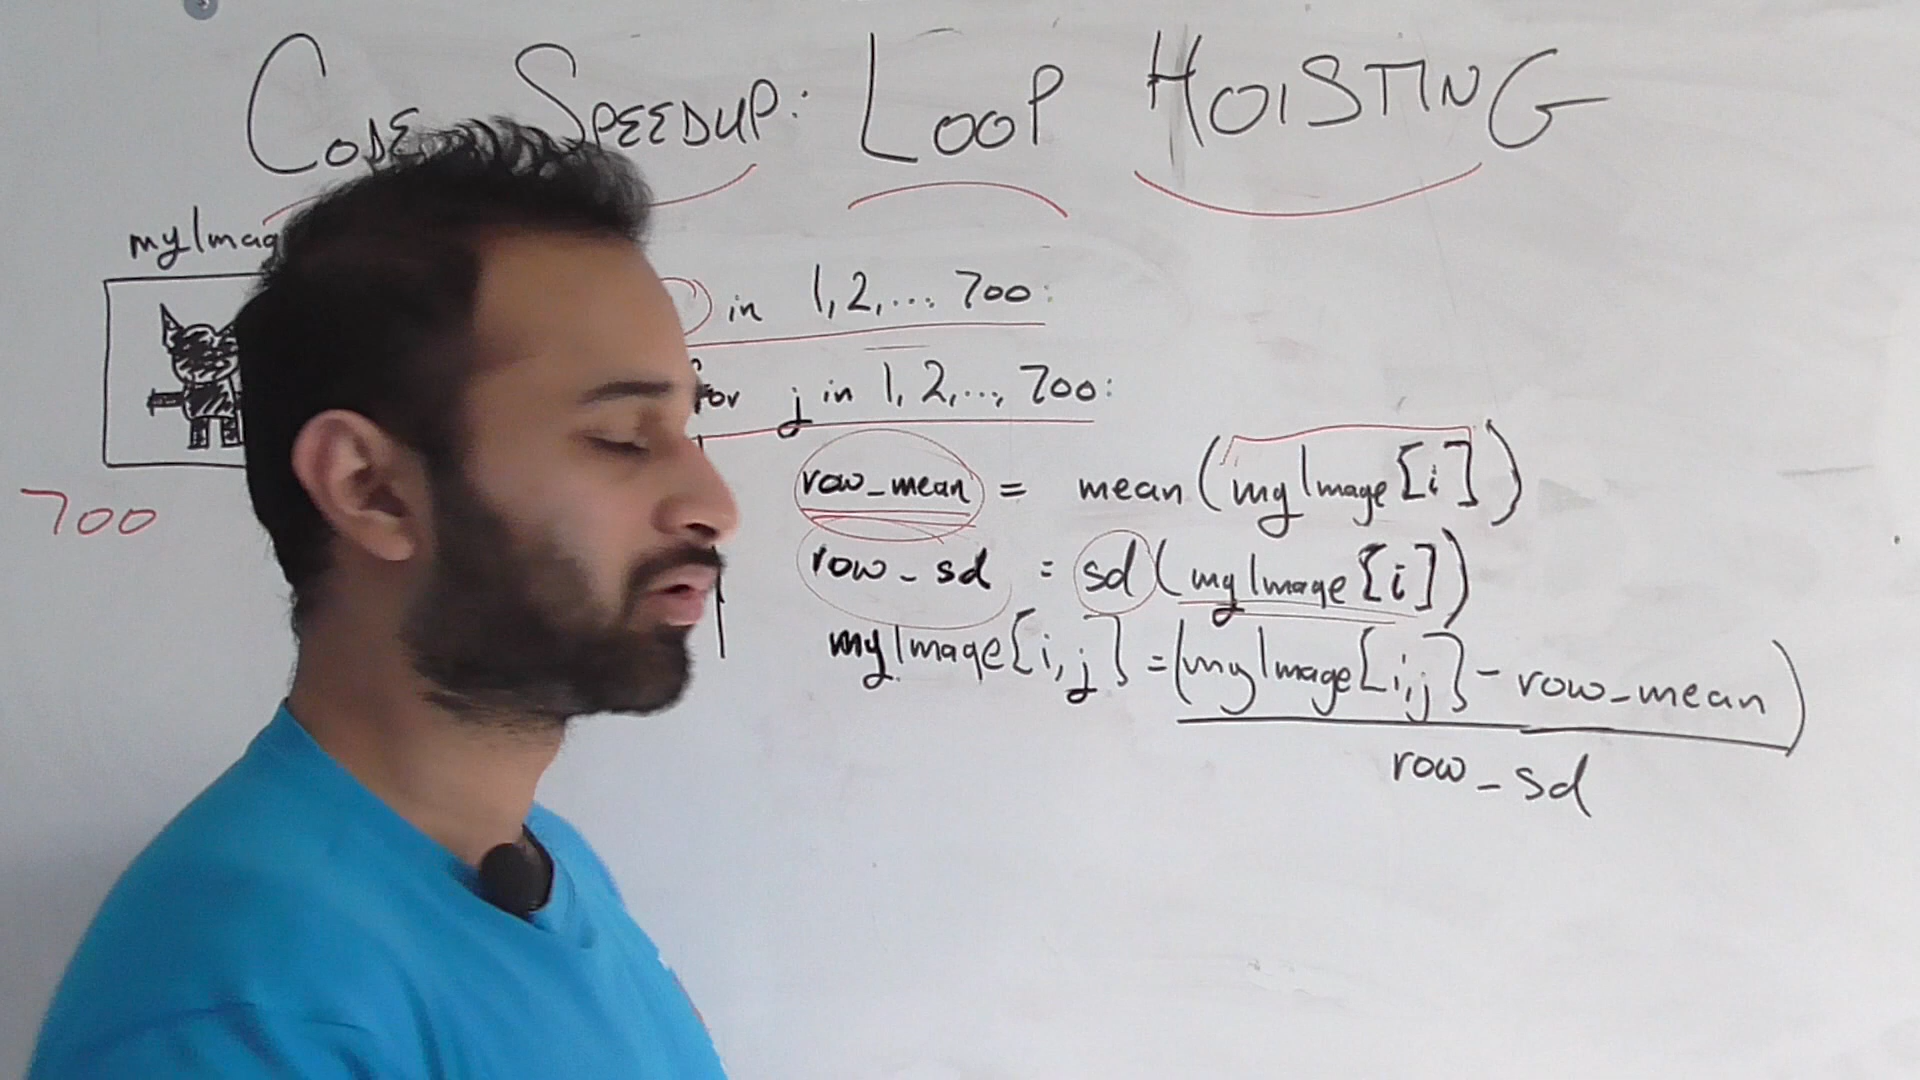 CODE SPEEDUP: LOOP HOISTING
myImag
in 1, 2, ... 700:
for j in 1, 2, ..., 700:
row_mean = mean(myImage[i])
700
row_sd = sd(myImage[i])
myImage[i,j] = (myImage[i,j] - row_mean)
row_sd